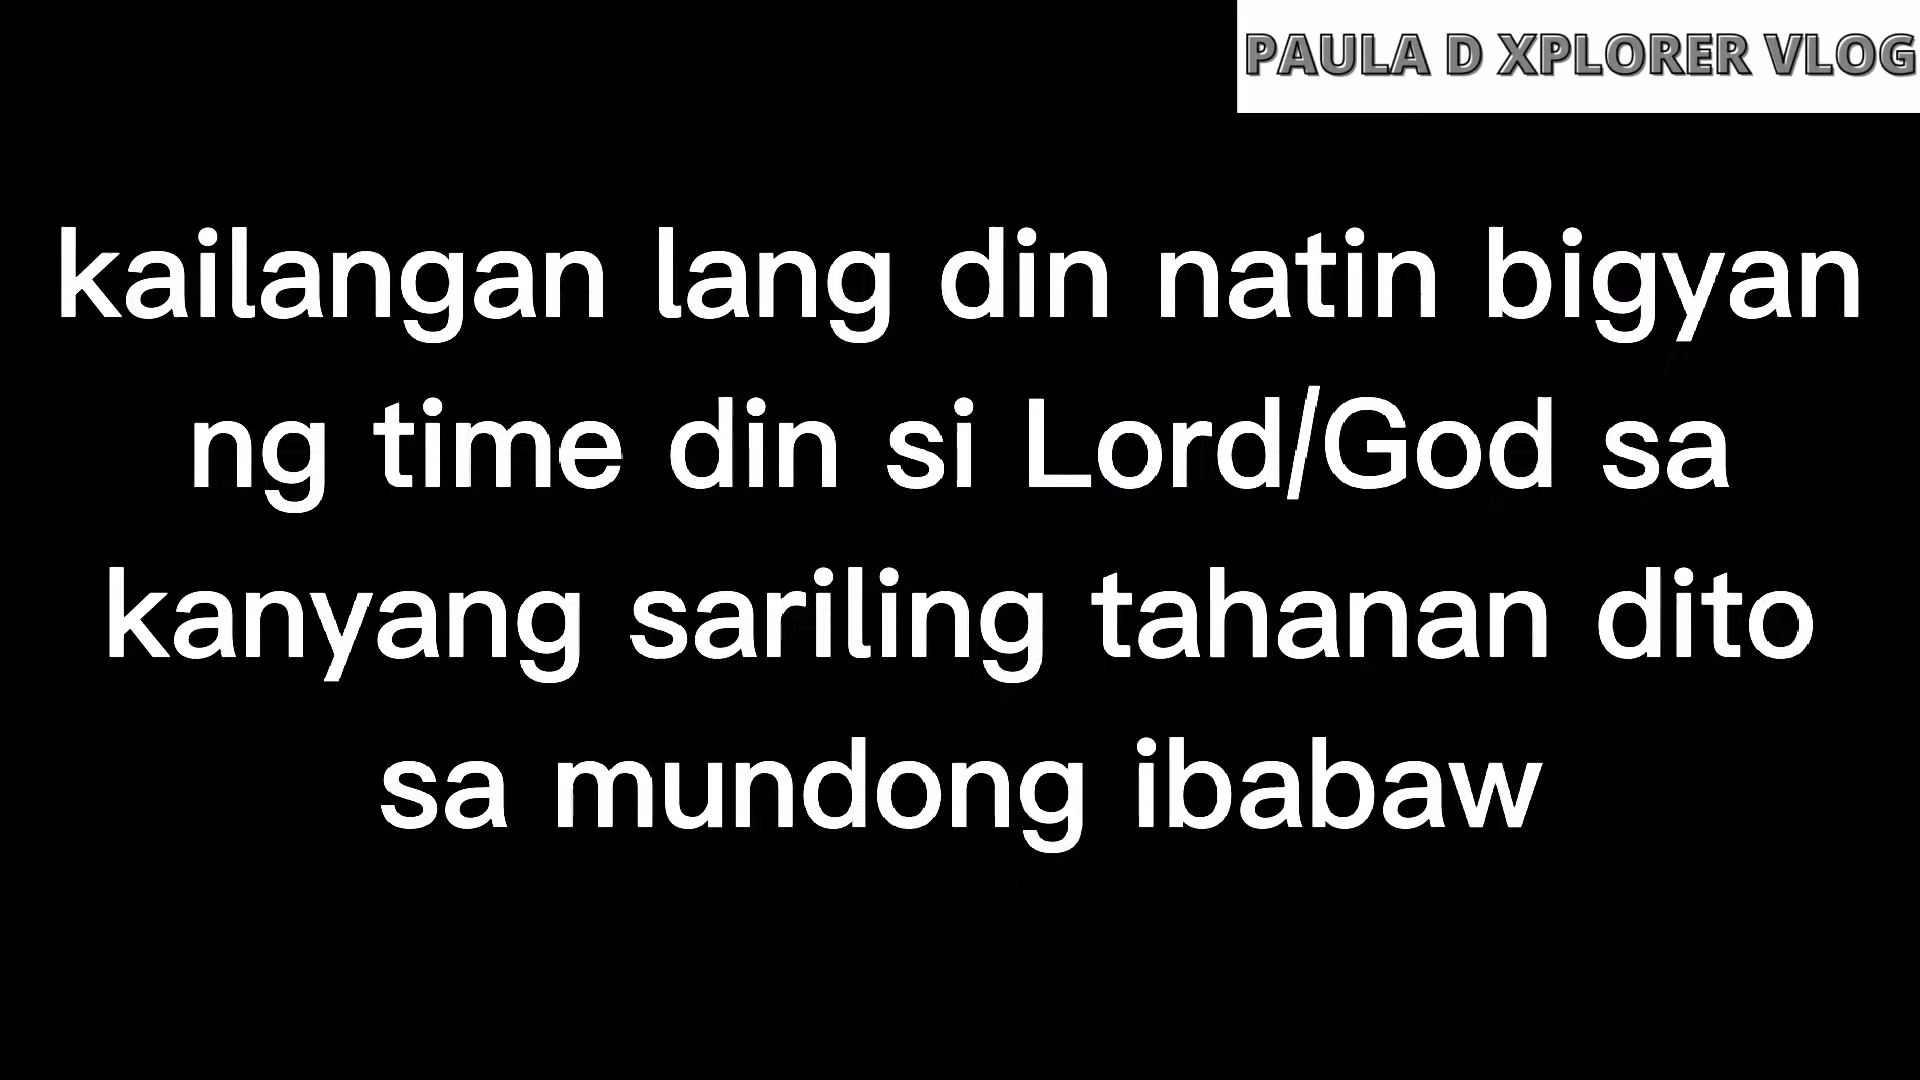 PAULA D XPLORER VLOG
kailangan lang din natin bigyan
ng time din si Lord/God sa
kanyang sariling tahanan dito
sa mundong ibabaw